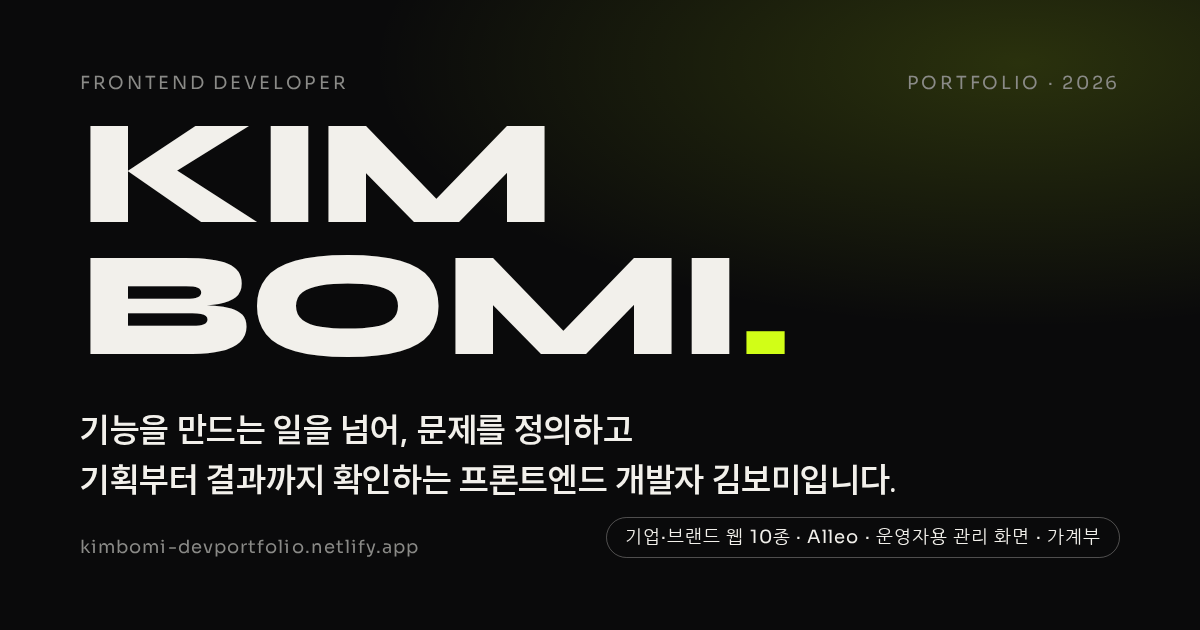 FRONTEND DEVELOPER
PORTFOLIO · 2026
KIM
BOMI.
기능을 만드는 일을 넘어, 문제를 정의하고
기획부터 결과까지 확인하는 프론트엔드 개발자 김보미입니다.
kimbomi-devportfolio.netlify.app
기업·브랜드 웹 10종 · Alleo · 운영자용 관리 화면 · 가계부